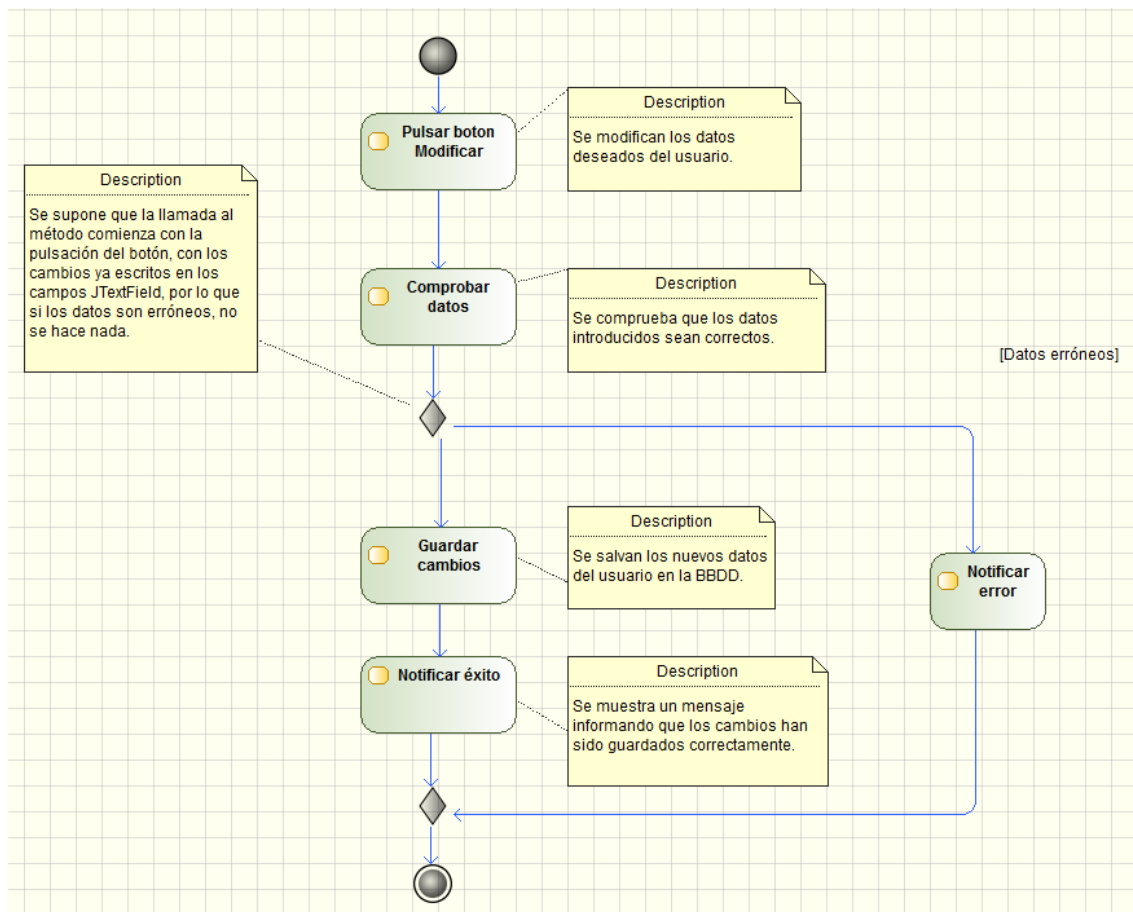 Pulsar boton
Modificar
Description
Se modifican los datos
deseados del usuario.
Description
Se supone que la llamada al
método comienza con la
pulsación del botón, con los
cambios ya escritos en los
campos JTextField, por lo que
si los datos son erróneos, no
se hace nada.
Comprobar
datos
Description
Se comprueba que los datos
introducidos sean correctos.
[Datos erróneos]
Guardar
cambios
Description
Se salvan los nuevos datos
del usuario en la BBDD.
Notificar
error
Notificar éxito
Description
Se muestra un mensaje
informando que los cambios han
sido guardados correctamente.